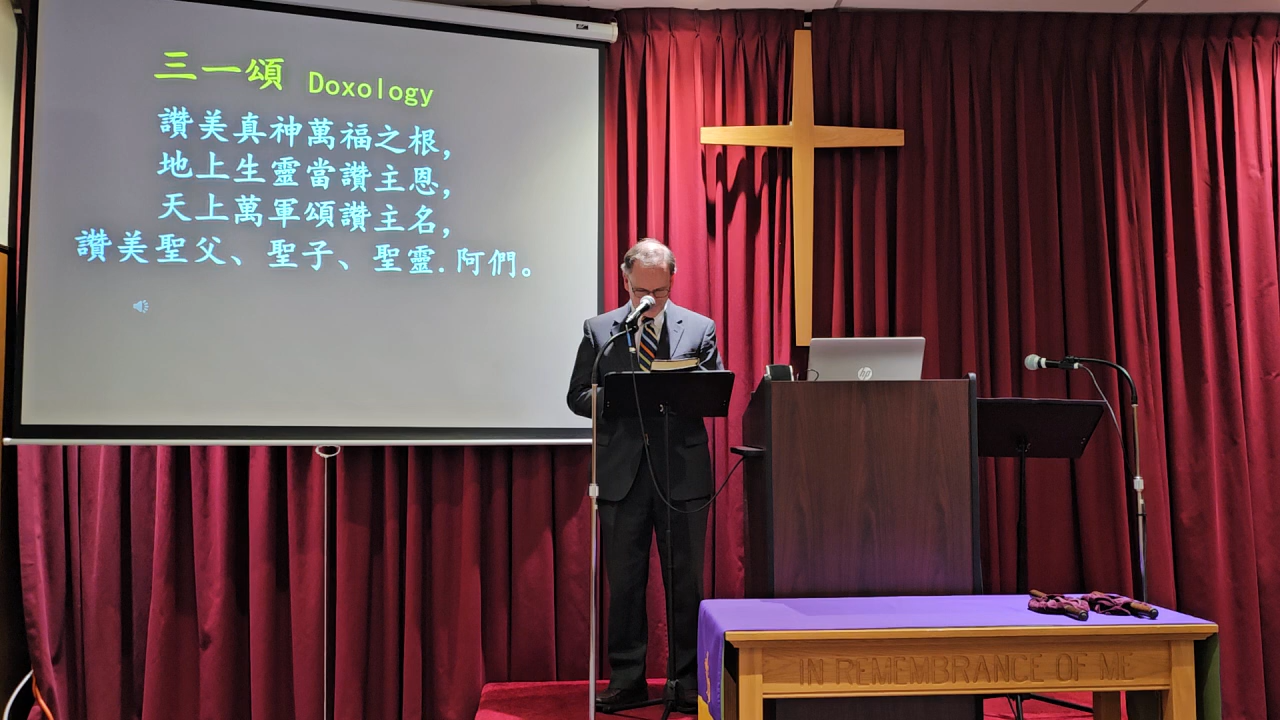 三一頌 Doxology
讚美真神萬福之根，
地上生靈當讚主恩，
天上萬軍頌讚主名，
讚美聖父、聖子、聖靈.阿們。
hp
IN REMEMBRANCE OF ME